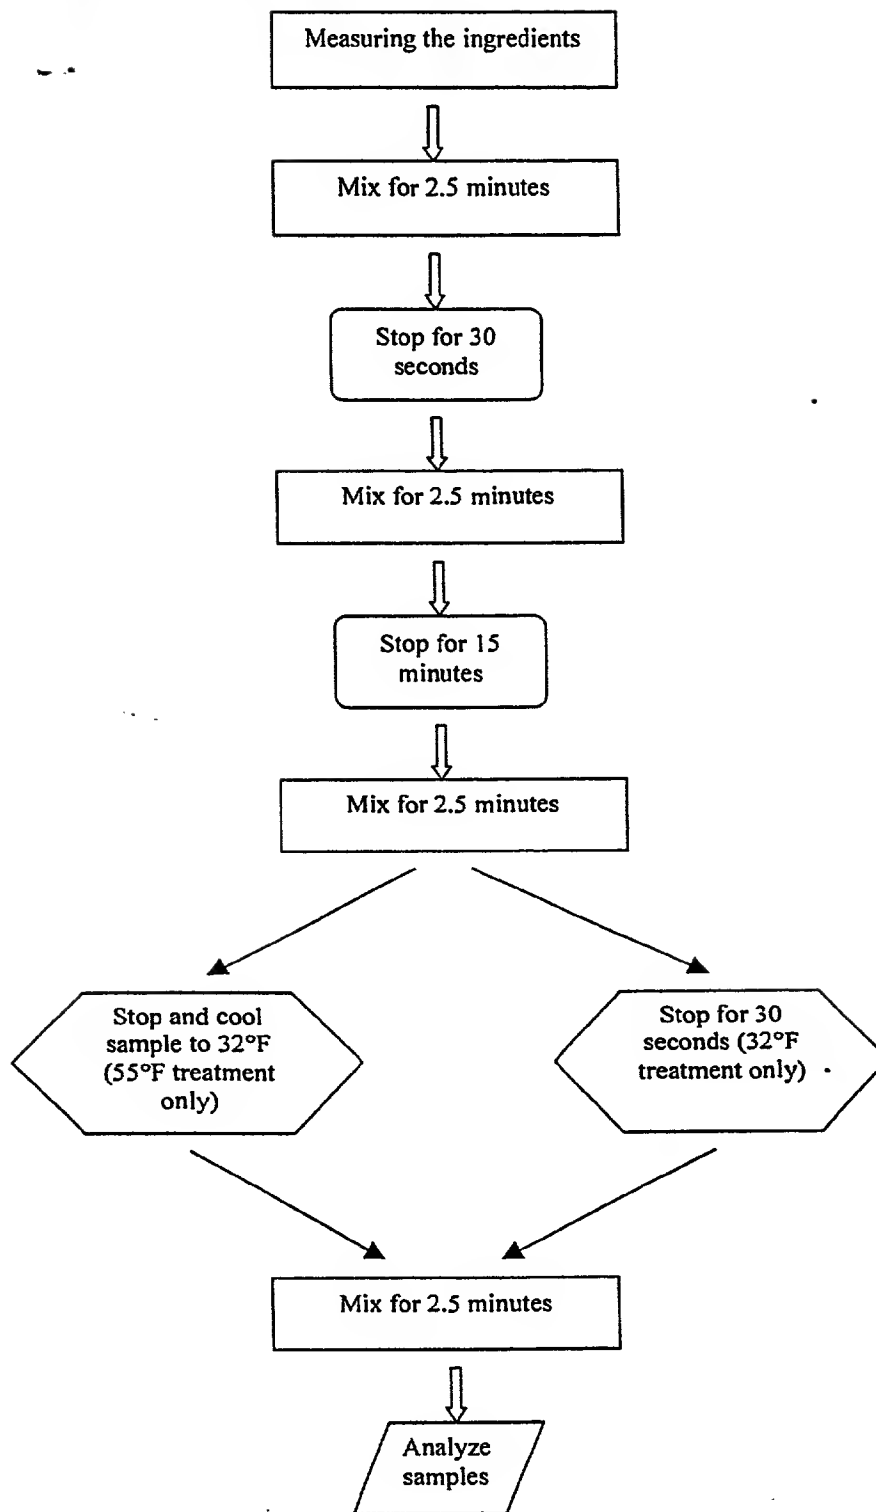 Measuring the ingredients
Mix for 2.5 minutes
Stop for 30
seconds
Mix for 2.5 minutes
Stop for 15
minutes
Mix for 2.5 minutes
Stop and cool
sample to 32°F
(55°F treatment
only)
Stop for 30
seconds (32°F
treatment only)
Mix for 2.5 minutes
Analyze
samples